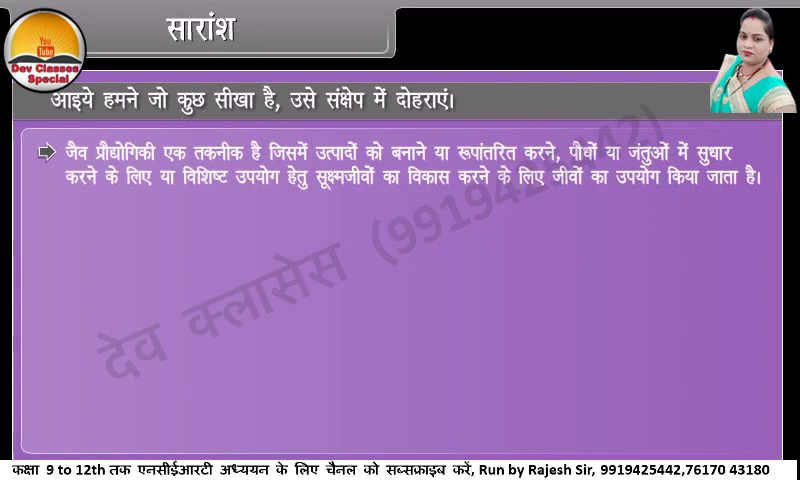 सारांश
You
Tube
Dev Classes
Special
आइये हमने जो कुछ सीखा है, उसे संक्षेप में दोहराएं।
जैव प्रौद्योगिकी एक तकनीक है जिसमें उत्पादों को बनाने या रूपांतरित करने, पौधों या जंतुओं में सुधार
करने के लिए या विशिष्ट उपयोग हेतु सूक्ष्मजीवों का विकास करने के लिए जीवों का उपयोग किया जाता है।
देव क्लासेस (9919425442)
कक्षा 9 to 12th तक एनसीईआरटी अध्ययन के लिए चैनल को सब्सक्राइब करें, Run by Rajesh Sir, 9919425442,76170 43180